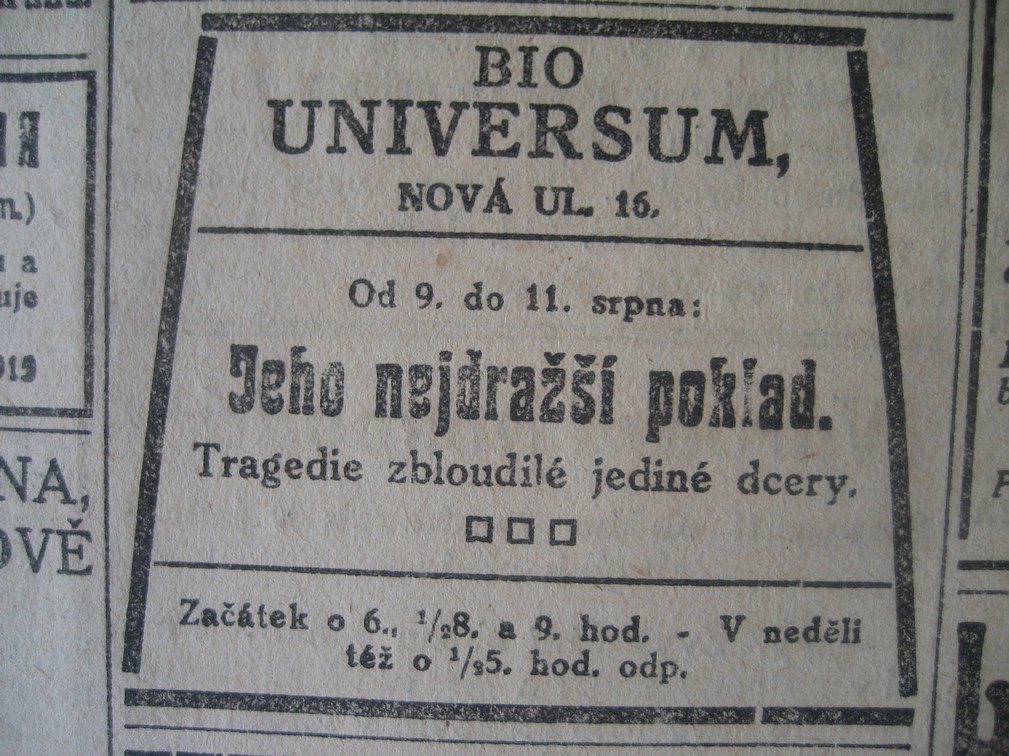 BIO
UNIVERSUM,
NOVÁ UL. 16.
Od 9. do 11. srpna:
Jeho nejdražší poklad.
Tragedie zbloudilé jediné dcery.
Začátek o 6., 1/28. a 9. hod. - V neděli
též o 1/25. hod. odp.
n.)
a
uje
NA,
OVĚ